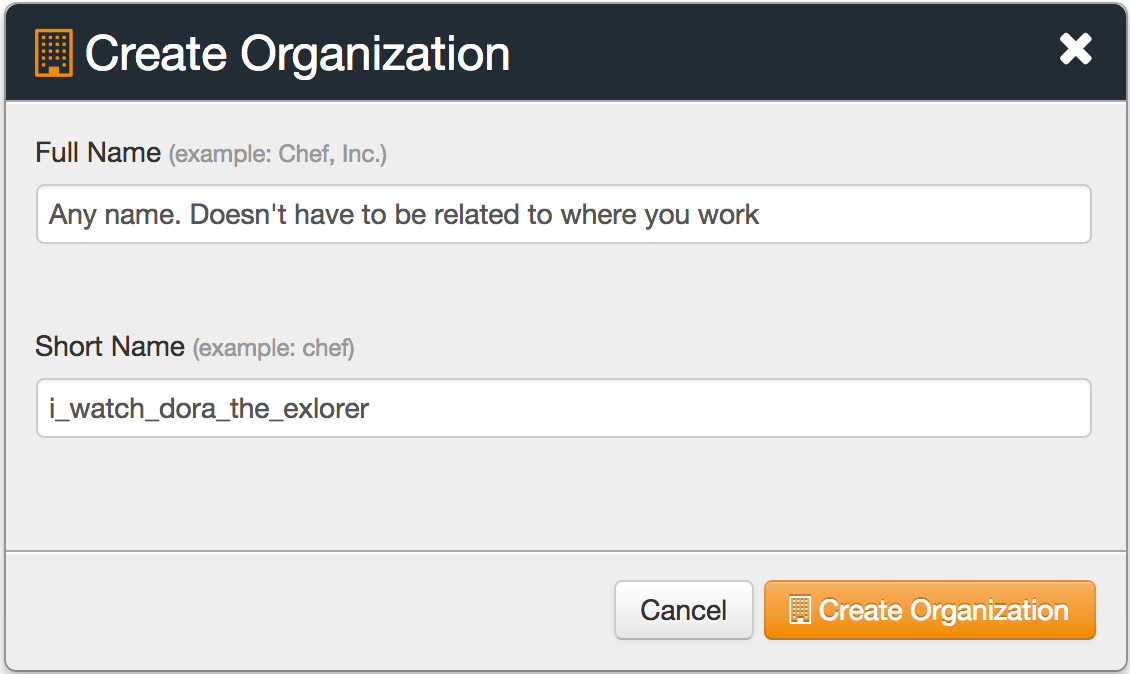 Create Organization
Full Name (example: Chef, Inc.)
Any name. Doesn't have to be related to where you work
Short Name (example: chef)
i_watch_dora_the_exlorer
Cancel
Create Organization